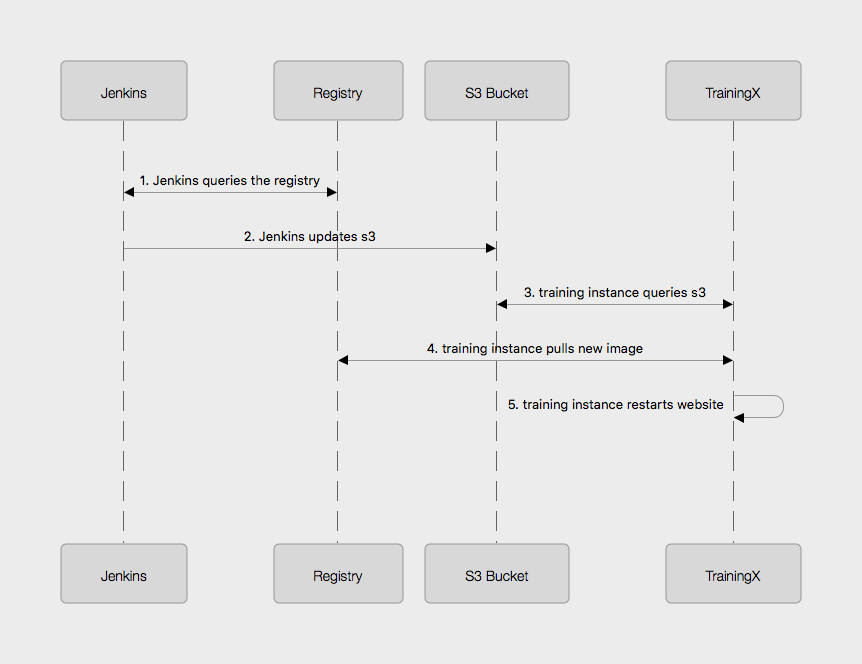 Jenkins
Registry
S3 Bucket
TrainingX
1. Jenkins queries the registry
2. Jenkins updates s3
3. training instance queries s3
4. training instance pulls new image
5. training instance restarts website
Jenkins
Registry
S3 Bucket
TrainingX